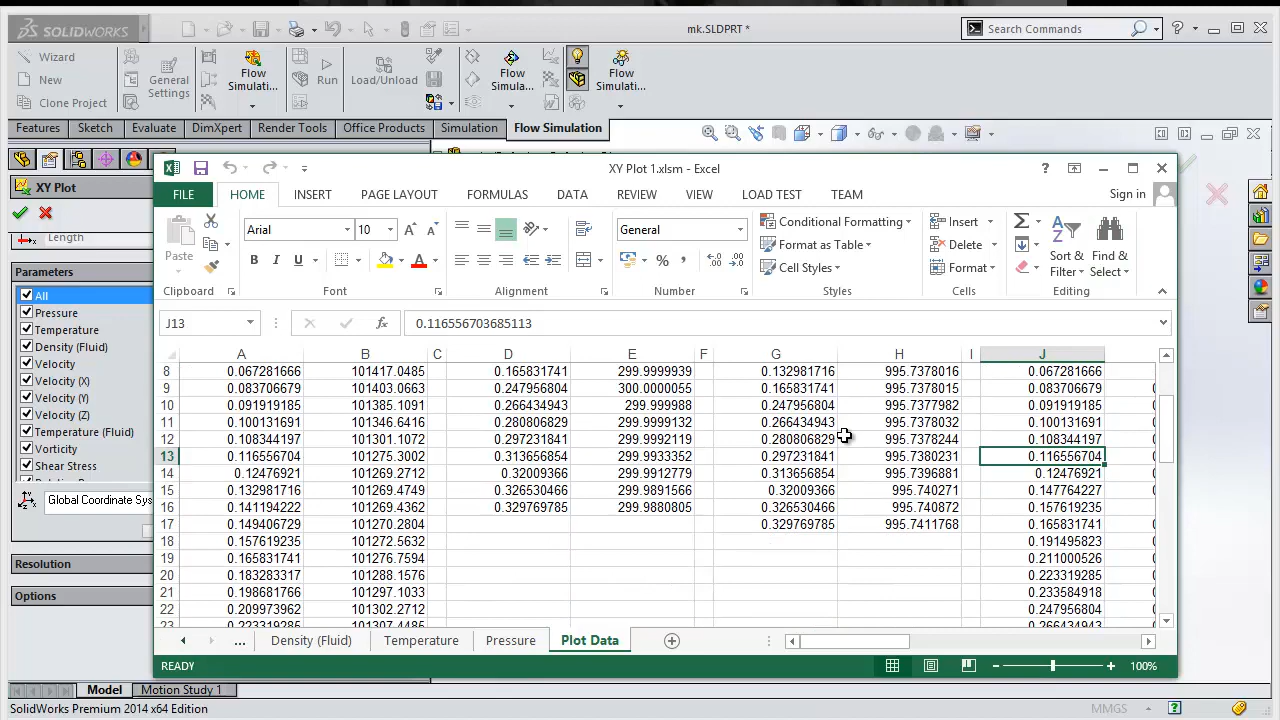 SOLIDWORKS
mk.SLDPRT *
Search Commands
Wizard
New
Clone Project
General
Settings
Run
Load/Unload
Flow
Simulati...
Flow
Simula...
Flow
Simulati...
Features
Sketch
Evaluate
DimXpert
Render Tools
Office Products
Simulation
Flow Simulation
XY Plot
Length
Parameters
All
Pressure
Temperature
Density (Fluid)
Velocity
Velocity (X)
Velocity (Y)
Velocity (Z)
Temperature (Fluid)
Vorticity
Shear Stress
Global Coordinate Sys
Resolution
Options
XY Plot 1.xlsm - Excel
FILE
HOME
INSERT
PAGE LAYOUT
FORMULAS
DATA
REVIEW
VIEW
LOAD TEST
TEAM
Sign in
Paste
Arial
10
B I U
A A
General
Conditional Formatting
Format as Table
Cell Styles
Insert
Delete
Format
Sort &
Filter
Find &
Select
Clipboard
Font
Alignment
Number
Styles
Cells
Editing
J13
fx
0.116556703685113
A B C D E F G H I J
8 0.067281666 101417.0485 0.165831741 299.9999939 0.132981716 995.7378016 0.067281666
9 0.083706679 101403.0663 0.247956804 300.0000055 0.165831741 995.7378015 0.083706679
10 0.091919185 101385.1091 0.266434943 299.999988 0.247956804 995.7377982 0.091919185
11 0.100131691 101346.6416 0.280806829 299.9999132 0.266434943 995.7378032 0.100131691
12 0.108344197 101301.1072 0.297231841 299.9992119 0.280806829 995.7378244 0.108344197
13 0.116556704 101275.3002 0.313656854 299.9933352 0.297231841 995.7380231 0.116556704
14 0.12476921 101269.2712 0.32009366 299.9912779 0.313656854 995.7396881 0.12476921
15 0.132981716 101269.4749 0.326530466 299.9891566 0.32009366 995.740271 0.147764227
16 0.141194222 101269.4362 0.329769785 299.9880805 0.326530466 995.740872 0.157619235
17 0.149406729 101270.2804 0.329769785 995.7411768 0.165831741
18 0.157619235 101272.5632 0.191495823
19 0.165831741 101276.7594 0.211000526
20 0.183283317 101288.1576 0.223319285
21 0.198681766 101297.1033 0.233584918
22 0.209973962 101302.2712 0.247956804
... Density (Fluid) Temperature Pressure Plot Data
READY
100%
Model
Motion Study 1
SolidWorks Premium 2014 x64 Edition
MMGS